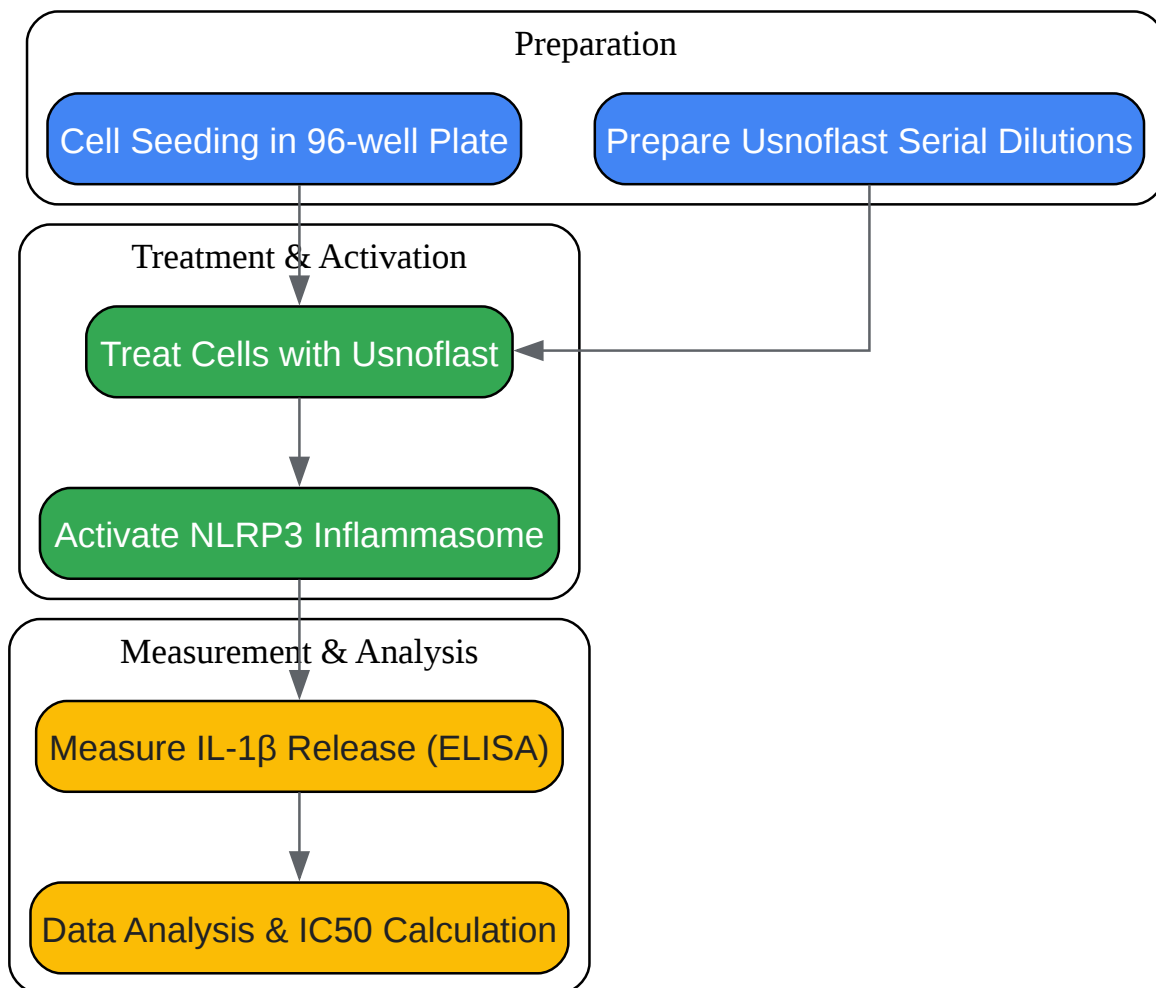 Preparation
Cell Seeding in 96-well Plate
Prepare Usnoflast Serial Dilutions
Treatment & Activation
Treat Cells with Usnoflast
Activate NLRP3 Inflammasome
Measurement & Analysis
Measure IL-1β Release (ELISA)
Data Analysis & IC50 Calculation